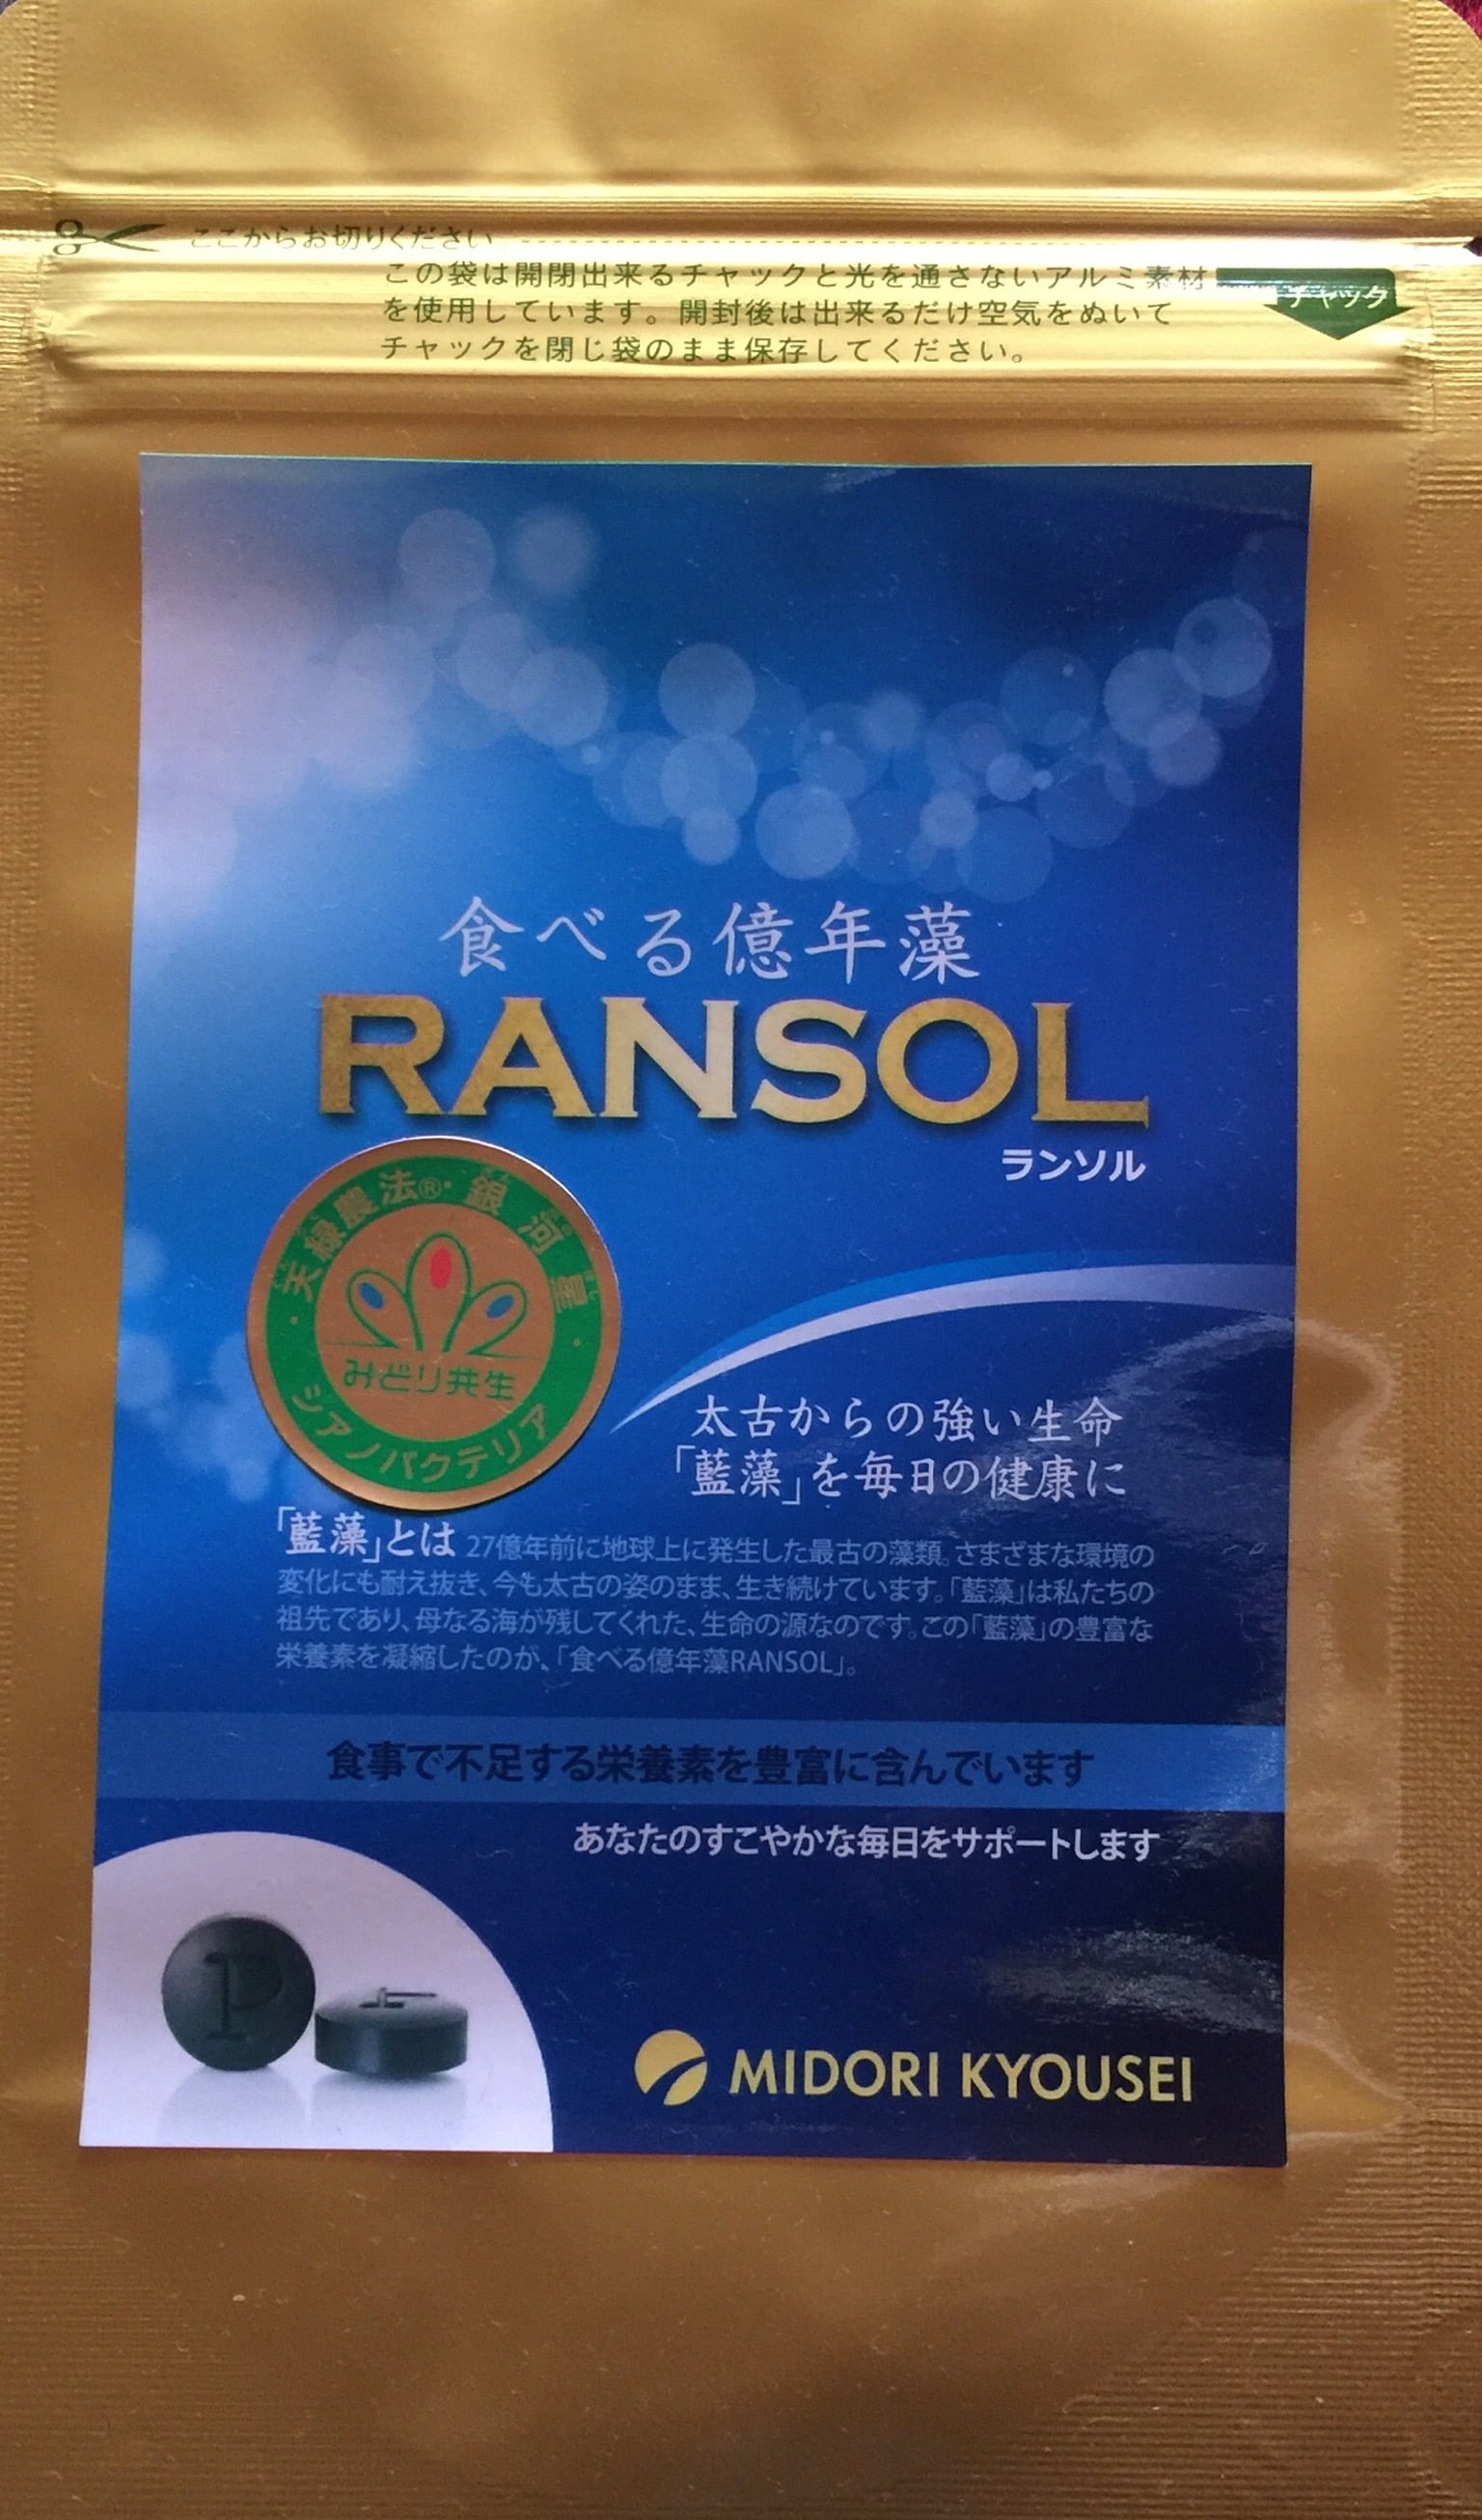 ここからお切りください
この袋は開閉出来るチャックと光を通さないアルミ素材
を使用しています。開封後は出来るだけ空気をぬいて
チャックを閉じ袋のまま保存してください。
チャック
食べる億年藻
RANSOL
ランソル
天緑農法®・銀河
みどり共生
シアノバクテリア
太古からの強い生命
「藍藻」を毎日の健康に
「藍藻」とは 27億年前に地球上に発生した最古の藻類。さまざまな環境の
変化にも耐え抜き、今も太古の姿のまま、生き続けています。「藍藻」は私たちの
祖先であり、母なる海が残してくれた、生命の源なのです。この「藍藻」の豊富な
栄養素を凝縮したのが、「食べる億年藻RANSOL」。
食事で不足する栄養素を豊富に含んでいます
あなたのすこやかな毎日をサポートします
P
MIDORI KYOUSEI